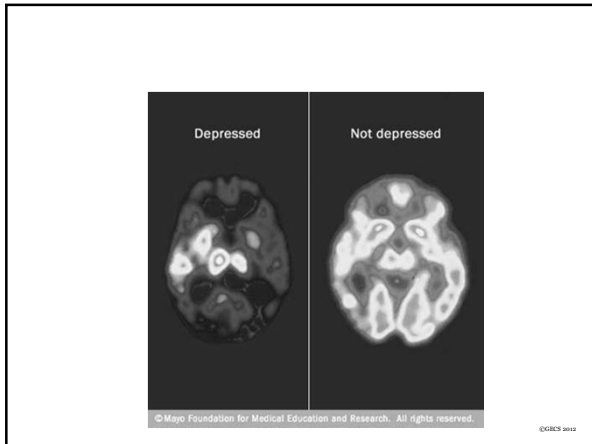 Depressed
Not depressed
©Mayo Foundation for Medical Education and Research. All rights reserved.
©GECS 2012